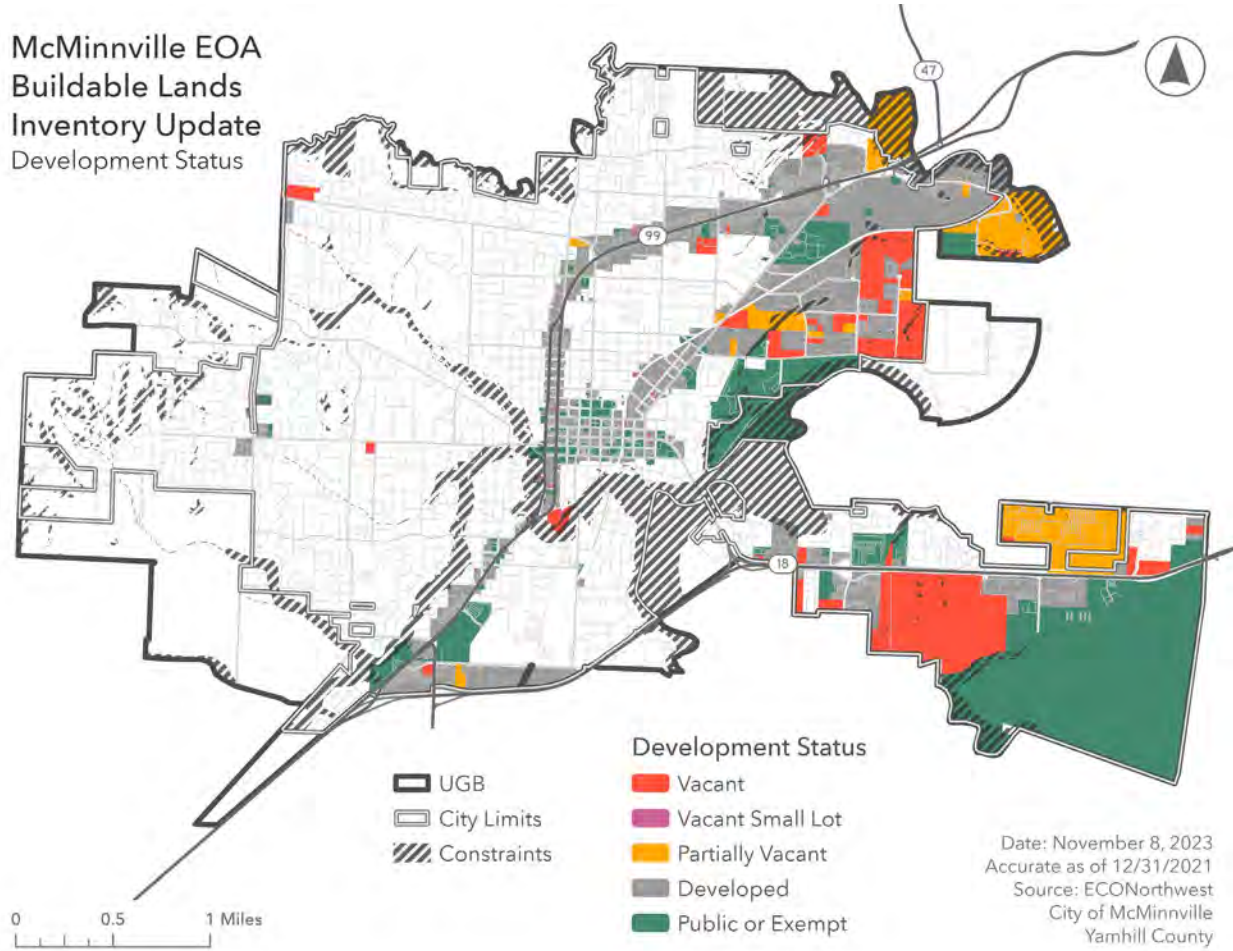 McMinnville EOA
Buildable Lands
Inventory Update
Development Status
47
99
18
UGB
City Limits
Constraints
Development Status
Vacant
Vacant Small Lot
Partially Vacant
Developed
Public or Exempt
Date: November 8, 2023
Accurate as of 12/31/2021
Source: ECONorthwest
City of McMinnville
Yamhill County
0 0.5 1 Miles